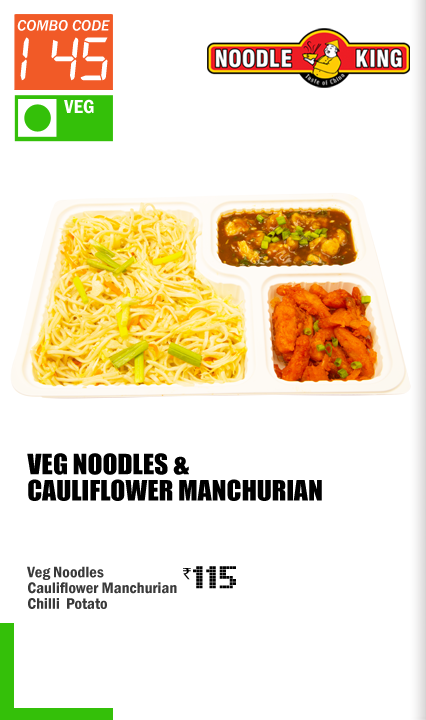 COMBO CODE
145
VEG
NOODLE KING
Taste of China
VEG NOODLES &
CAULIFLOWER MANCHURIAN
Veg Noodles
Cauliflower Manchurian
Chilli Potato
₹115